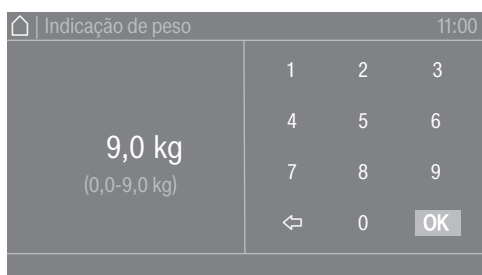 | Indicação de peso 11:00
9,0 kg
(0,0-9,0 kg)
1 2 3
4 5 6
7 8 9
0 OK